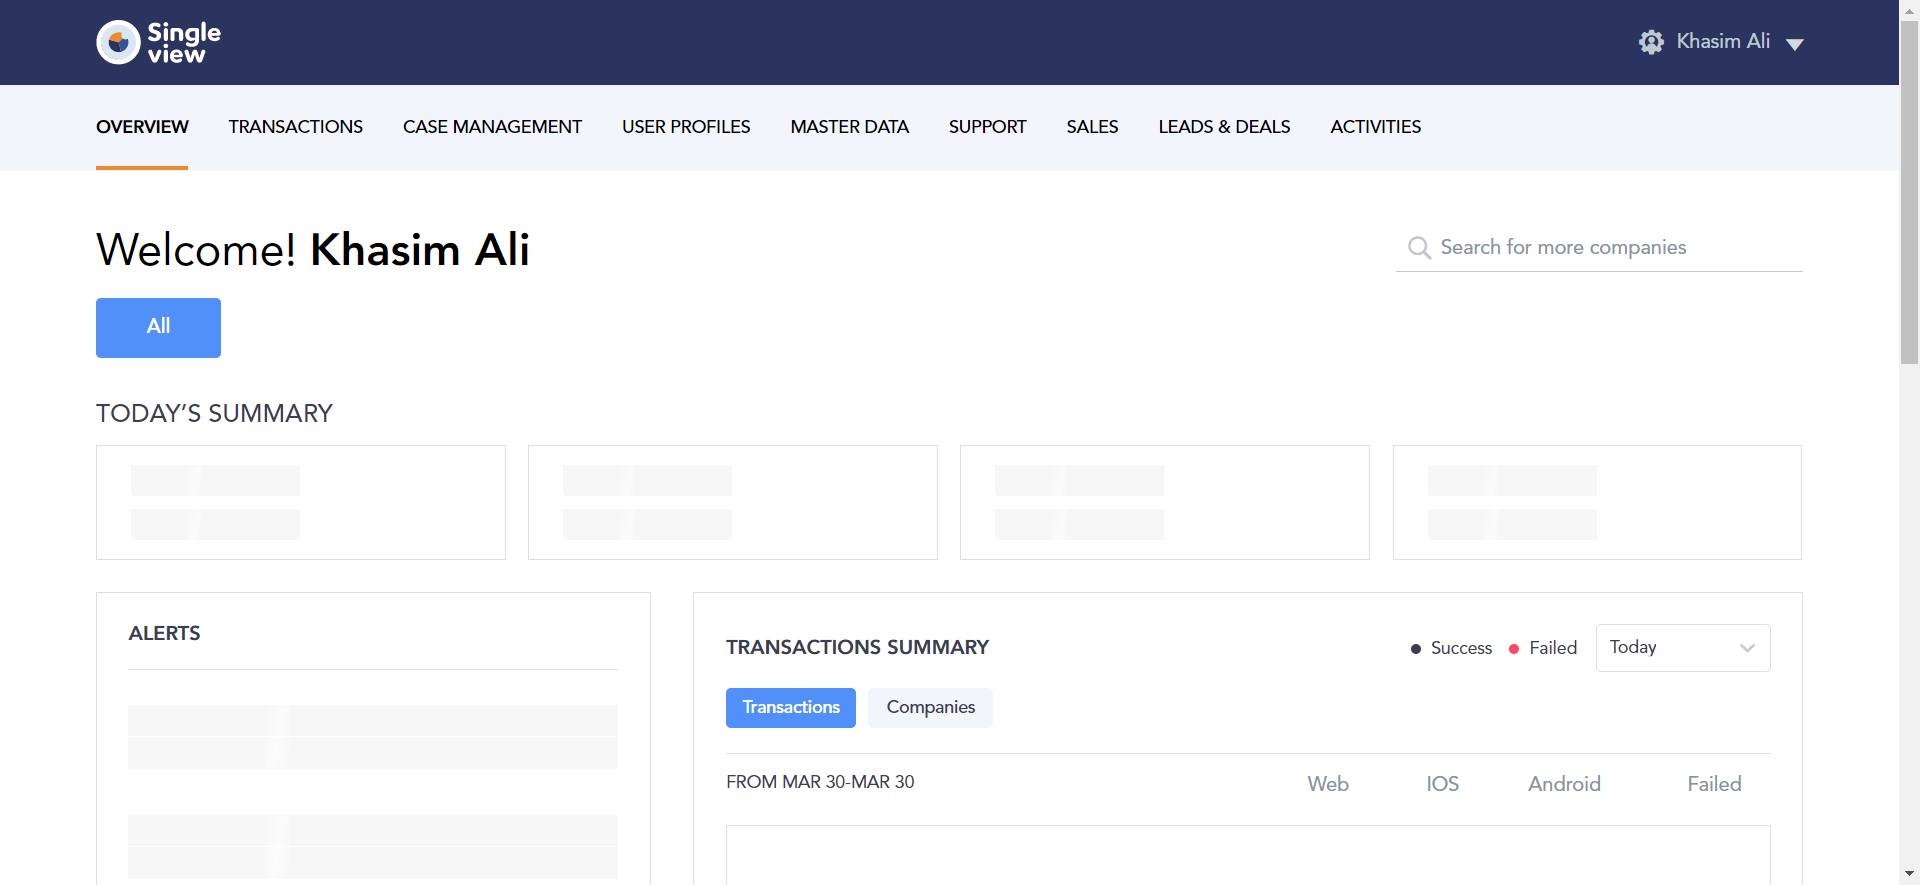 Single
view
Khasim Ali
OVERVIEW TRANSACTIONS CASE MANAGEMENT USER PROFILES MASTER DATA SUPPORT SALES LEADS & DEALS ACTIVITIES
Welcome! Khasim Ali
Search for more companies
All
TODAY’S SUMMARY
ALERTS
TRANSACTIONS SUMMARY
Success Failed Today
Transactions Companies
FROM MAR 30-MAR 30 Web IOS Android Failed